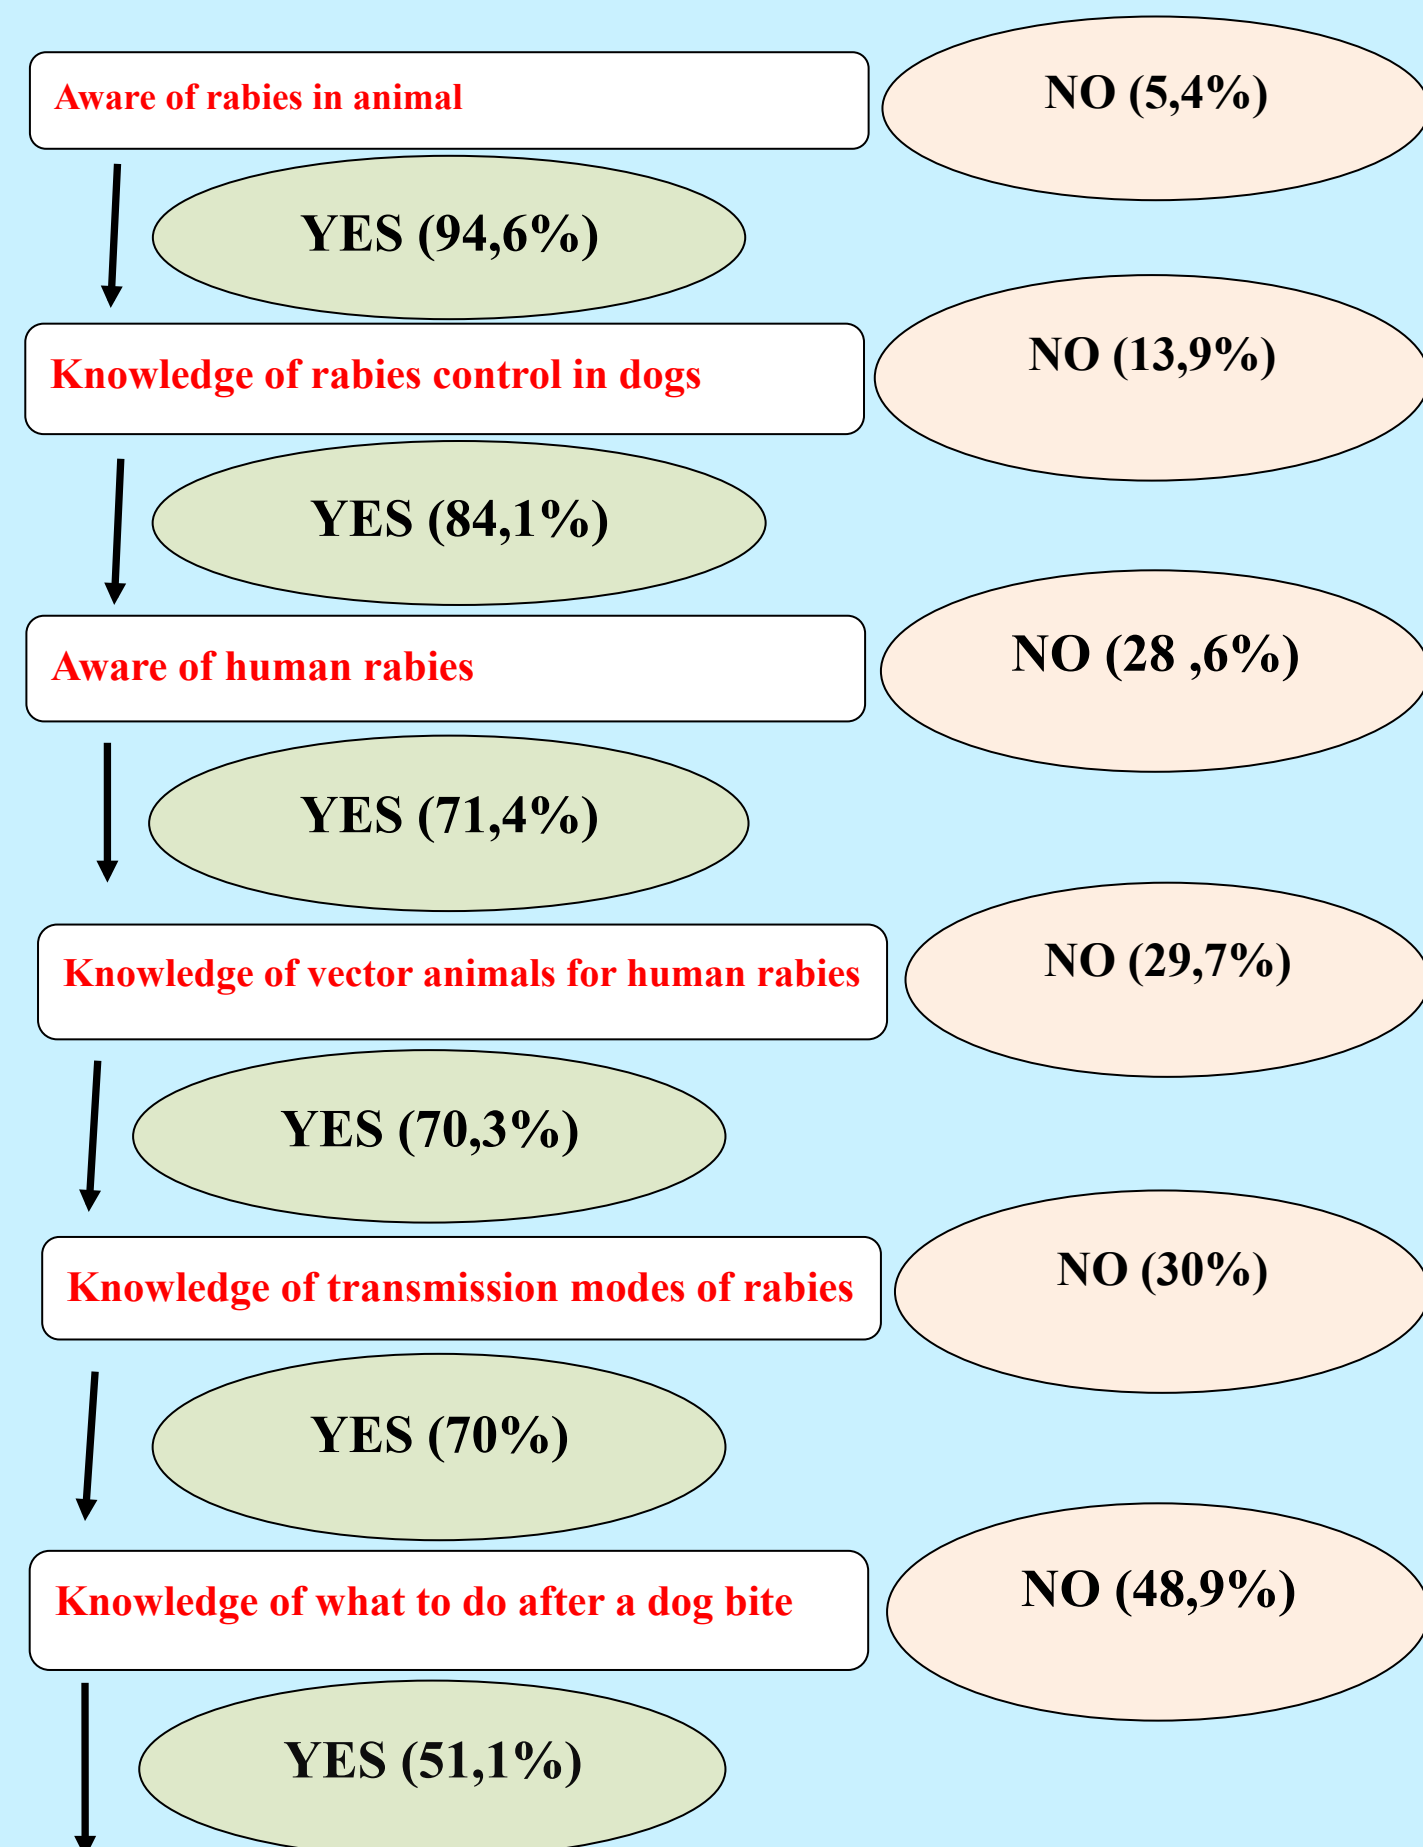 Aware of rabies in animal
NO (5,4%)
YES (94,6%)
Knowledge of rabies control in dogs
NO (13,9%)
YES (84,1%)
Aware of human rabies
NO (28 ,6%)
YES (71,4%)
Knowledge of vector animals for human rabies
NO (29,7%)
YES (70,3%)
Knowledge of transmission modes of rabies
NO (30%)
YES (70%)
Knowledge of what to do after a dog bite
NO (48,9%)
YES (51,1%)